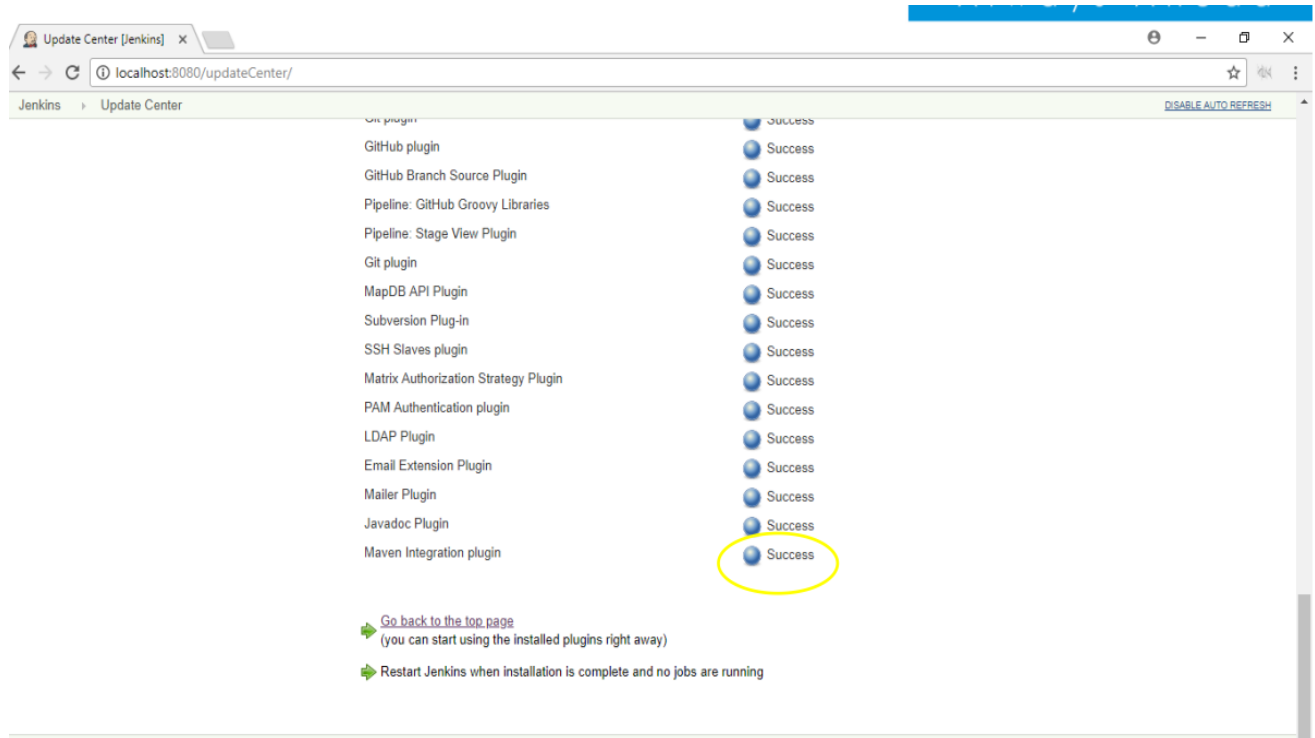 Update Center [Jenkins]
localhost:8080/updateCenter/
Jenkins Update Center DISABLE AUTO REFRESH
Git plugin Success
GitHub plugin Success
GitHub Branch Source Plugin Success
Pipeline: GitHub Groovy Libraries Success
Pipeline: Stage View Plugin Success
Git plugin Success
MapDB API Plugin Success
Subversion Plug-in Success
SSH Slaves plugin Success
Matrix Authorization Strategy Plugin Success
PAM Authentication plugin Success
LDAP Plugin Success
Email Extension Plugin Success
Mailer Plugin Success
Javadoc Plugin Success
Maven Integration plugin Success
Go back to the top page
(you can start using the installed plugins right away)
Restart Jenkins when installation is complete and no jobs are running